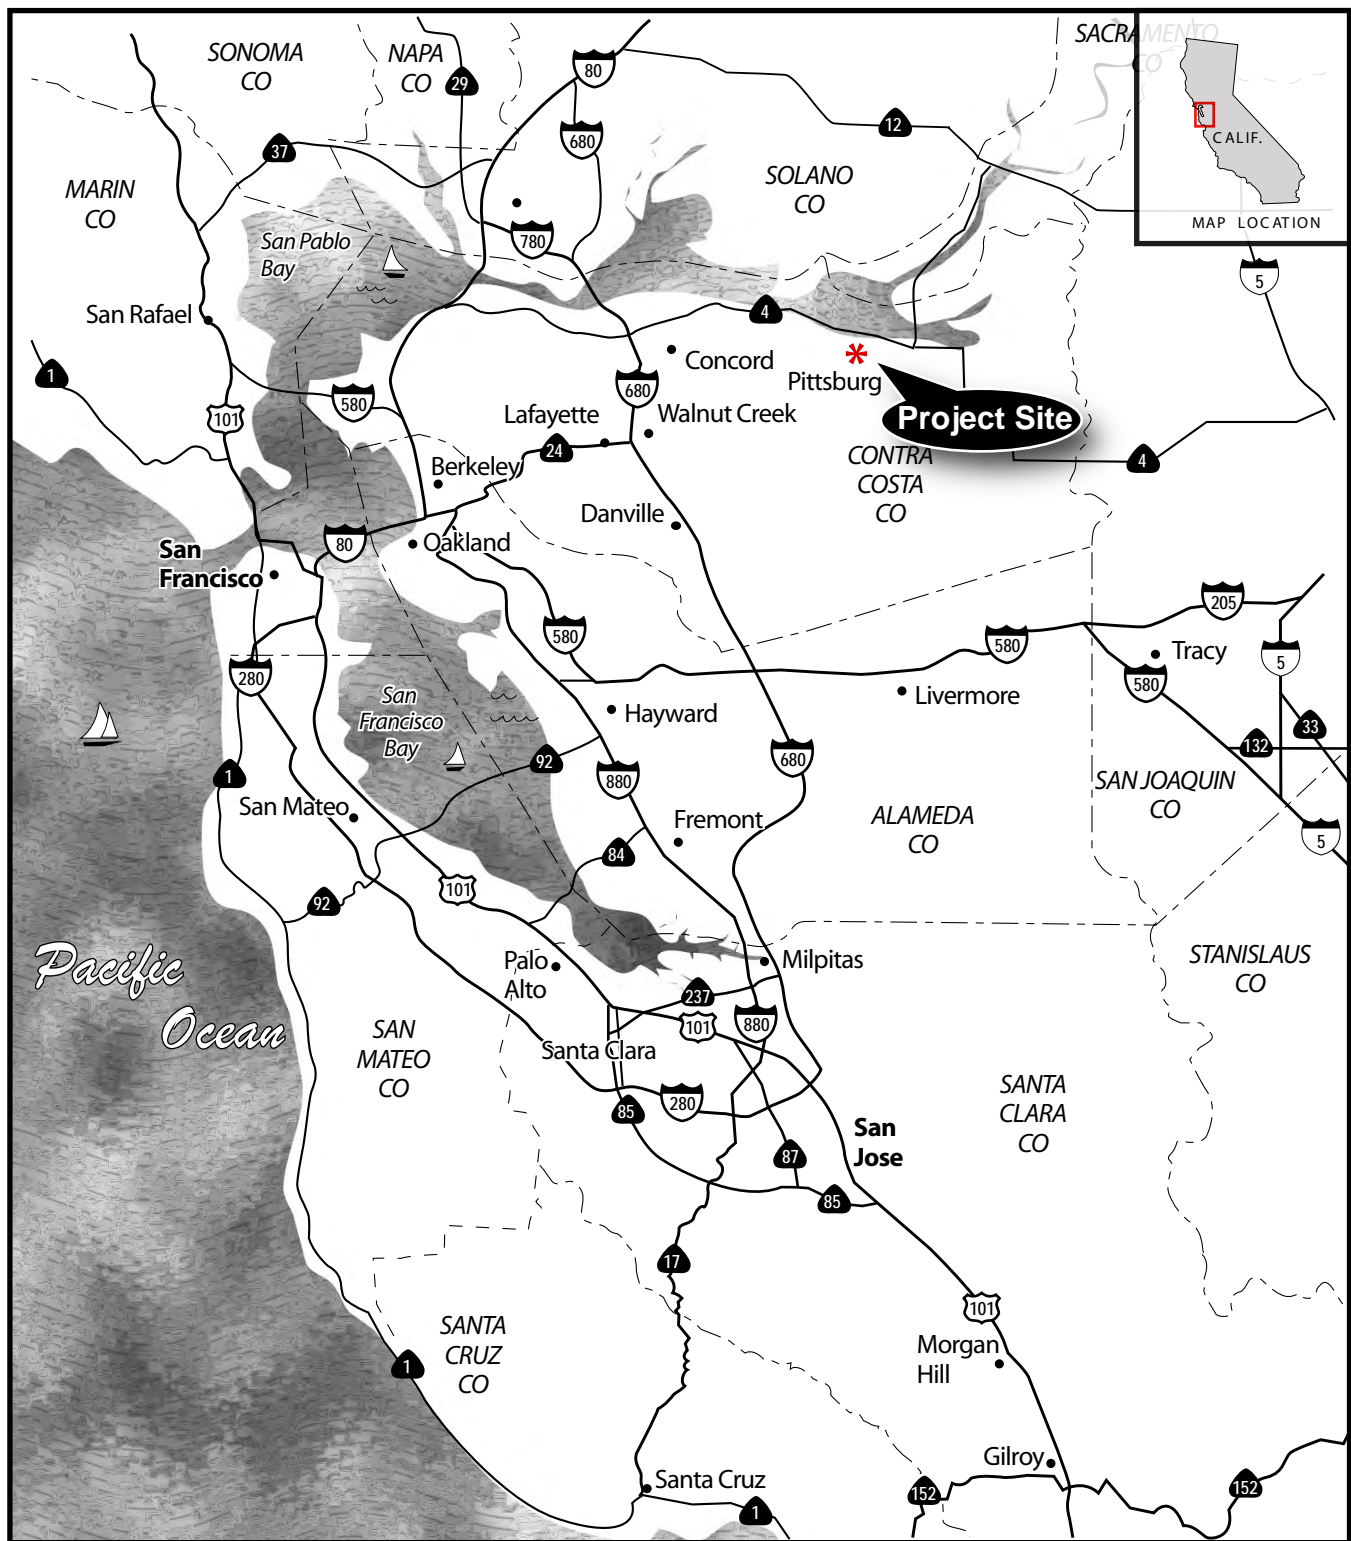 SONOMA
CO
NAPA
CO
29
80
680
SACRAMENTO
CO
12
37
CALIF.
MAP LOCATION
MARIN
CO
SOLANO
CO
San Pablo
Bay
780
5
San Rafael
4
1
Concord
Pittsburg
580
680
101
Lafayette
Walnut Creek
Project Site
24
4
Berkeley
CONTRA
COSTA
CO
Danville
San
Francisco
80
Oakland
205
580
580
Tracy
5
280
580
San
Francisco
Bay
Livermore
Hayward
33
132
92
680
1
880
SAN JOAQUIN
CO
San Mateo
Fremont
ALAMEDA
CO
5
84
101
92
Pacific
Ocean
Palo
Alto
Milpitas
STANISLAUS
CO
237
101
880
SAN
MATEO
CO
Santa Clara
280
85
SANTA
CLARA
CO
San
Jose
87
85
17
101
SANTA
CRUZ
CO
Morgan
Hill
1
Gilroy
Santa Cruz
152
152
1